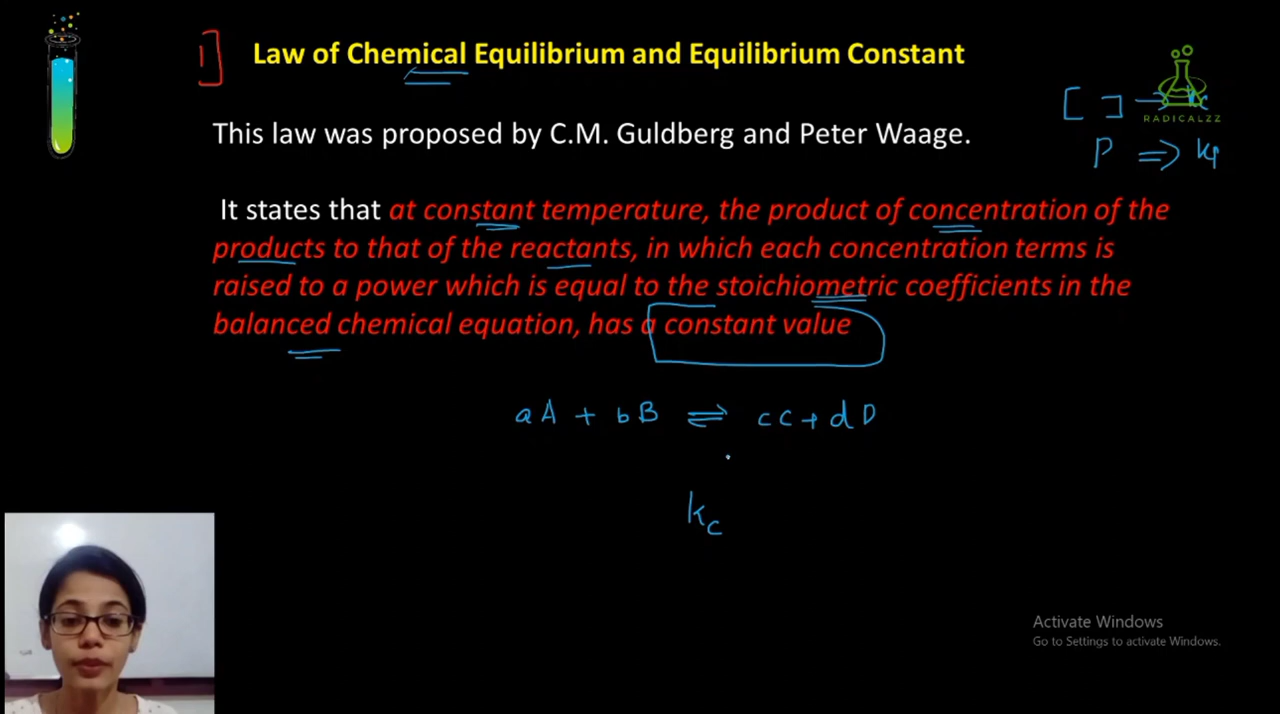 1] Law of Chemical Equilibrium and Equilibrium Constant
[ ] → Kc
RADICALZZ
This law was proposed by C.M. Guldberg and Peter Waage.
P ⇒ Kp
It states that at constant temperature, the product of concentration of the
products to that of the reactants, in which each concentration terms is
raised to a power which is equal to the stoichiometric coefficients in the
balanced chemical equation, has a constant value
aA + bB ⇌ cC + dD
Kc
Activate Windows
Go to Settings to activate Windows.